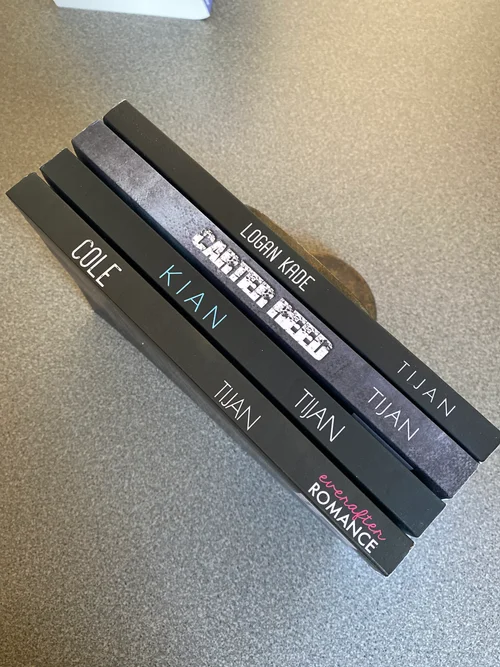 LOGAN KADE
TIJAN
CARTER REED
TIJAN
KIAN
TIJAN
COLE
TIJAN
everafter
ROMANCE